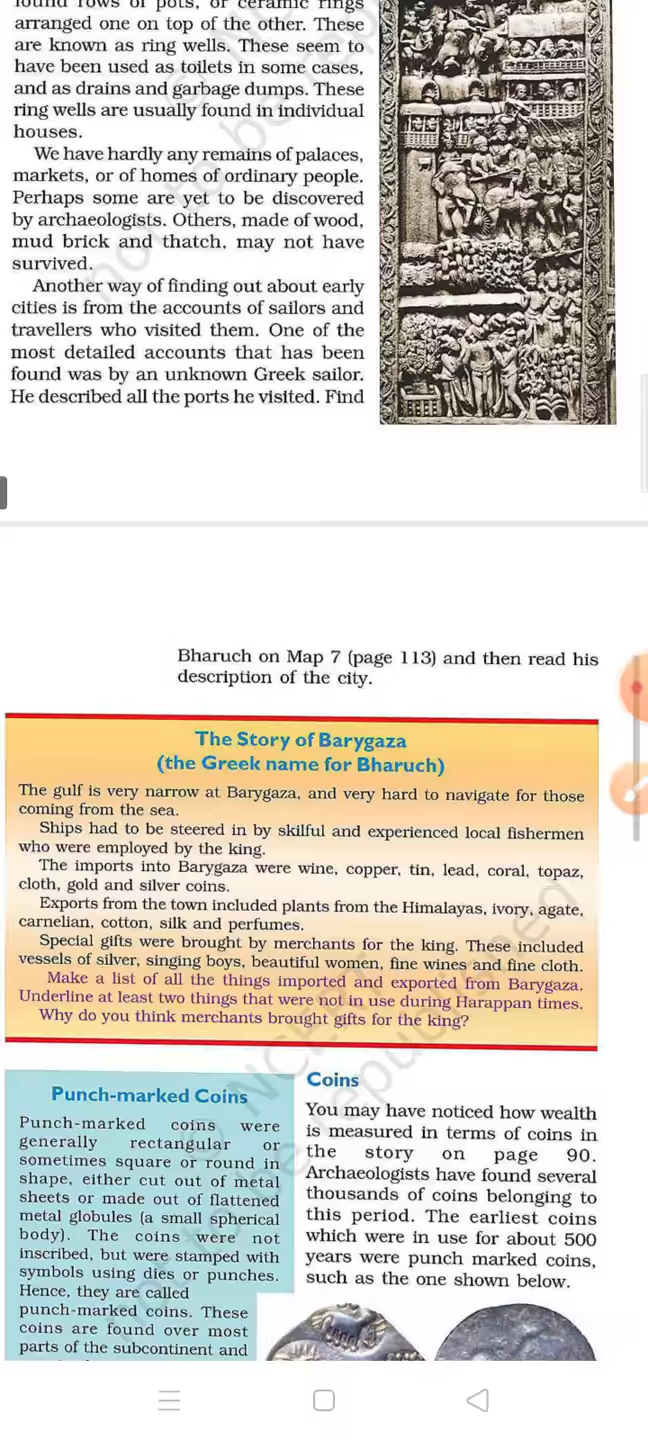 found rows of pots, or ceramic rings
arranged one on top of the other. These
are known as ring wells. These seem to
have been used as toilets in some cases,
and as drains and garbage dumps. These
ring wells are usually found in individual
houses.
We have hardly any remains of palaces,
markets, or of homes of ordinary people.
Perhaps some are yet to be discovered
by archaeologists. Others, made of wood,
mud brick and thatch, may not have
survived.
Another way of finding out about early
cities is from the accounts of sailors and
travellers who visited them. One of the
most detailed accounts that has been
found was by an unknown Greek sailor.
He described all the ports he visited. Find
Bharuch on Map 7 (page 113) and then read his
description of the city.
The Story of Barygaza
(the Greek name for Bharuch)
The gulf is very narrow at Barygaza, and very hard to navigate for those
coming from the sea.
Ships had to be steered in by skilful and experienced local fishermen
who were employed by the king.
The imports into Barygaza were wine, copper, tin, lead, coral, topaz,
cloth, gold and silver coins.
Exports from the town included plants from the Himalayas, ivory, agate,
carnelian, cotton, silk and perfumes.
Special gifts were brought by merchants for the king. These included
vessels of silver, singing boys, beautiful women, fine wines and fine cloth.
Make a list of all the things imported and exported from Barygaza.
Underline at least two things that were not in use during Harappan times.
Why do you think merchants brought gifts for the king?
Punch-marked Coins
Punch-marked coins were
generally rectangular or
sometimes square or round in
shape, either cut out of metal
sheets or made out of flattened
metal globules (a small spherical
body). The coins were not
inscribed, but were stamped with
symbols using dies or punches.
Hence, they are called
punch-marked coins. These
coins are found over most
parts of the subcontinent and
Coins
You may have noticed how wealth
is measured in terms of coins in
the story on page 90.
Archaeologists have found several
thousands of coins belonging to
this period. The earliest coins
which were in use for about 500
years were punch marked coins,
such as the one shown below.
© NCERT
not to be republished